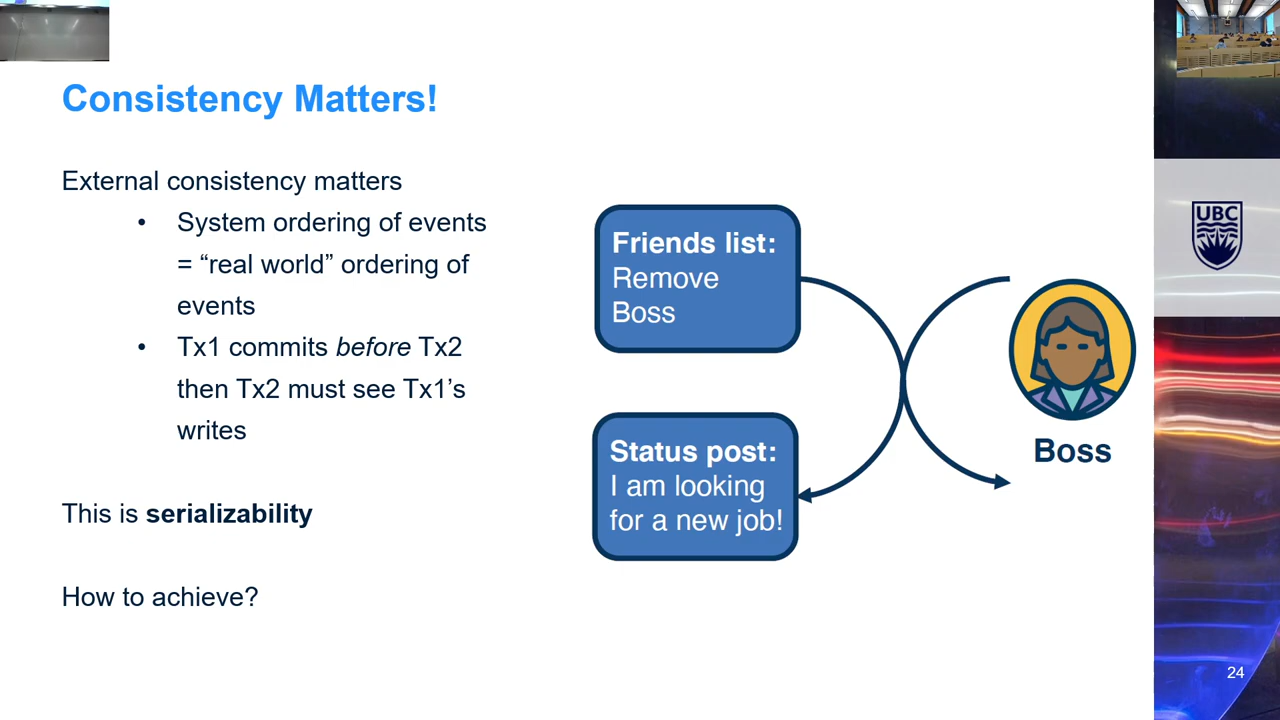 Consistency Matters!
External consistency matters
• System ordering of events
= “real world” ordering of
events
• Tx1 commits before Tx2
then Tx2 must see Tx1’s
writes
This is serializability
How to achieve?
Friends list:
Remove
Boss
Status post:
I am looking
for a new job!
Boss
UBC
24